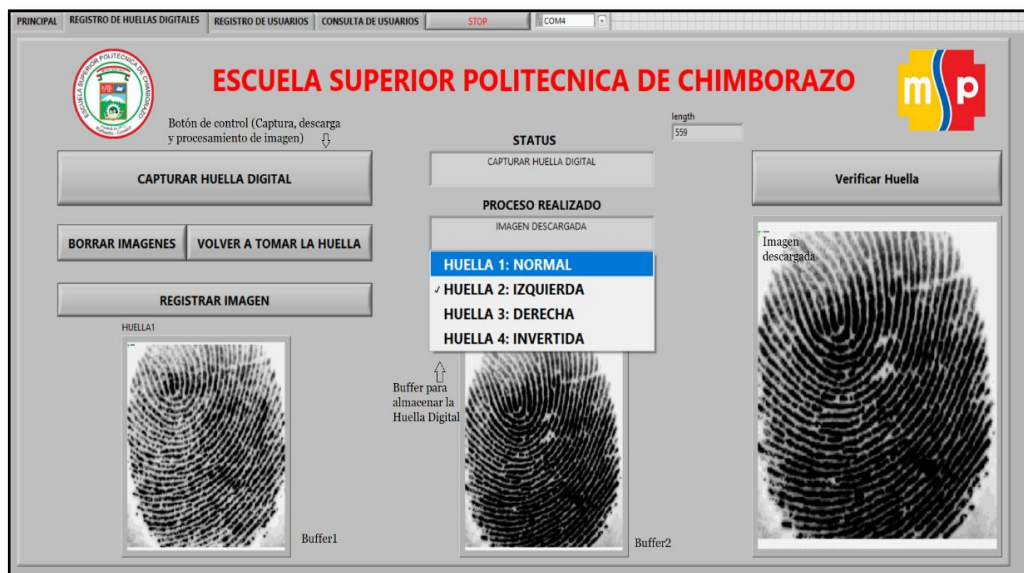 PRINCIPAL
REGISTRO DE HUELLAS DIGITALES
REGISTRO DE USUARIOS
CONSULTA DE USUARIOS
STOP
COM4
ESCUELA SUPERIOR POLITECNICA DE CHIMBORAZO
msp
Botón de control (Captura, descarga
y procesamiento de imagen)
length
559
STATUS
CAPTURAR HUELLA DIGITAL
CAPTURAR HUELLA DIGITAL
Verificar Huella
PROCESO REALIZADO
IMAGEN DESCARGADA
BORRAR IMAGENES
VOLVER A TOMAR LA HUELLA
HUELLA 1: NORMAL
✓ HUELLA 2: IZQUIERDA
HUELLA 3: DERECHA
HUELLA 4: INVERTIDA
REGISTRAR IMAGEN
HUELLA1
Imagen
descargada
Buffer para
almacenar la
Huella Digital
Buffer1
Buffer2